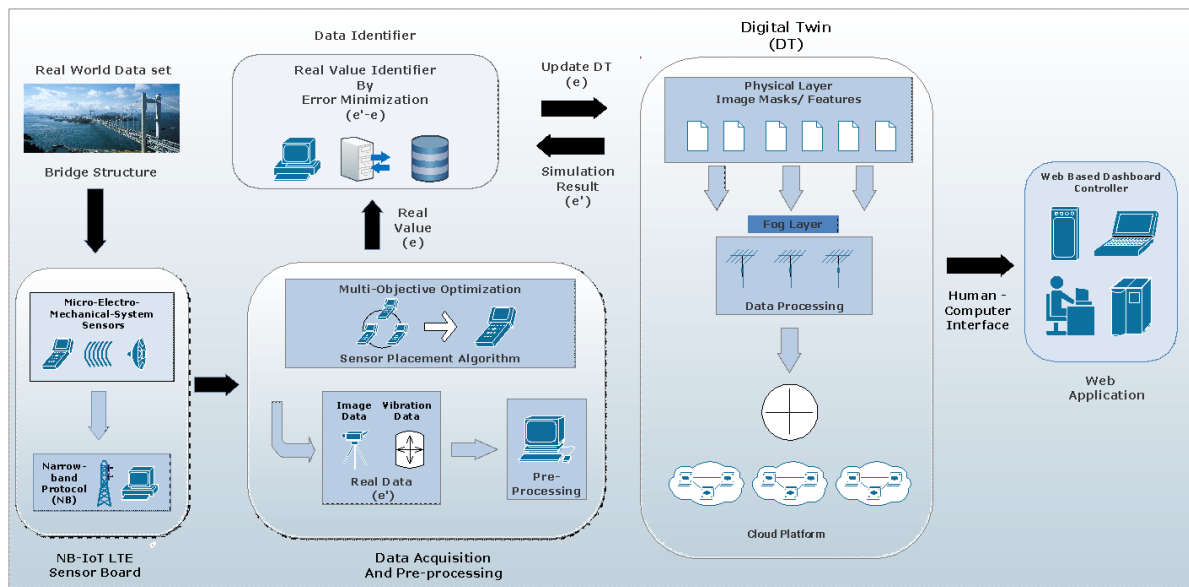 Real World Data set
Bridge Structure
Micro-Electro-
Mechanical-System
Sensors
Narrow-
band
Protocol
(NB)
NB-IoT LTE
Sensor Board
Data Identifier
Real Value Identifier
By
Error Minimization
(e'-e)
Real
Value
(e)
Multi-Objective Optimization
Sensor Placement Algorithm
Image
Data
Vibration
Data
Real Data
(e')
Pre-
Processing
Data Acquisition
And Pre-processing
Update DT
(e)
Simulation
Result
(e')
Digital Twin
(DT)
Physical Layer
Image Masks/ Features
Fog Layer
Data Processing
Cloud Platform
Human -
Computer
Interface
Web Based Dashboard
Controller
Web
Application